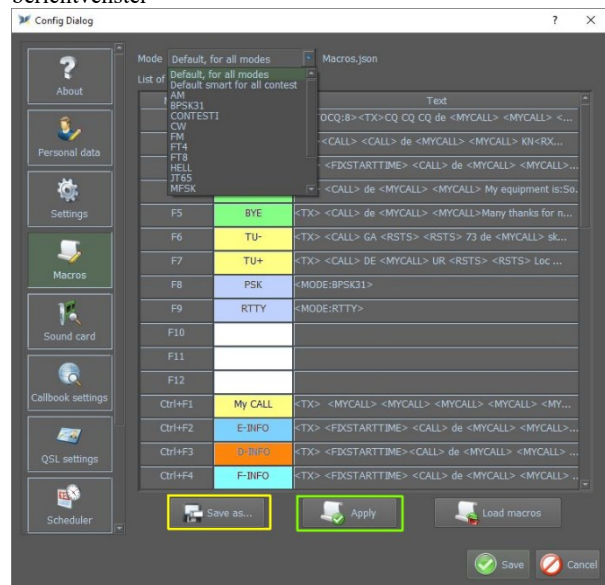 berichtvenster
Config Dialog ? ×
About
Personal data
Settings
Macros
Sound card
Callbook settings
QSL settings
Scheduler
Mode Default, for all modes Macros.json
List of
Default, for all modes
Default smart for all contest
AM
BPSK31
CONTESTI
CW
FM
FT4
FT8
HELL
JT65
MFSK
Text
OCQ:8><TX>CQ CQ CQ de <MYCALL> <MYCALL> <...
<CALL> <CALL> de <MYCALL> <MYCALL> KN<RX...
<FIXSTARTTIME> <CALL> de <MYCALL> <MYCALL>...
<CALL> de <MYCALL> <MYCALL> My equipment is:So.
F5 BYE <TX> <CALL> de <MYCALL> <MYCALL>Many thanks for n...
F6 TU- <TX> <CALL> GA <RSTS> <RSTS> 73 de <MYCALL> sk...
F7 TU+ <TX> <CALL> DE <MYCALL> UR <RSTS> <RSTS> Loc ...
F8 PSK <MODE:BPSK31>
F9 RTTY <MODE:RTTY>
F10
F11
F12
Ctrl+F1 My CALL <TX> <MYCALL> <MYCALL> <MYCALL> <MYCALL> <MY...
Ctrl+F2 E-INFO <TX> <FIXSTARTTIME> <CALL> de <MYCALL> <MYCALL>...
Ctrl+F3 D-INFO <TX> <FIXSTARTTIME><CALL> de <MYCALL> <MYCALL>...
Ctrl+F4 F-INFO <TX> <FIXSTARTTIME> <CALL> de <MYCALL> <MYCALL> ..
Save as... Apply Load macros
Save Cancel